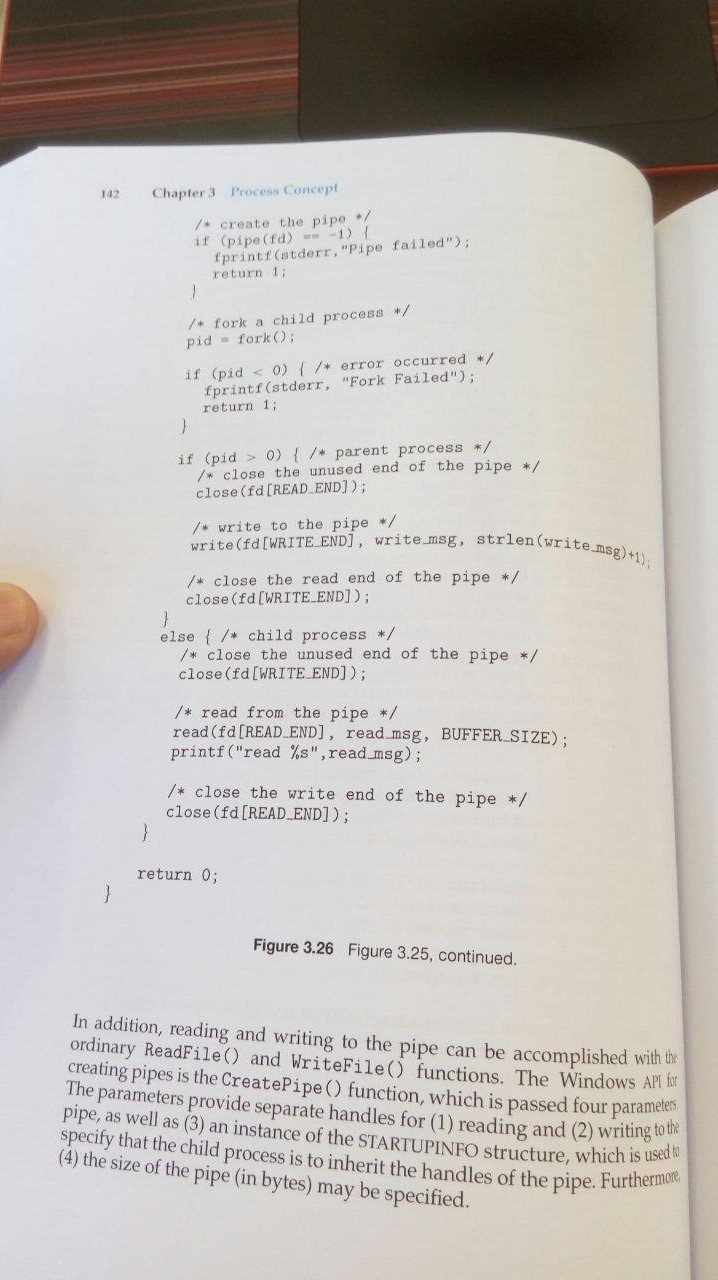 142 Chapter 3 Process Concept
/* create the pipe */
if (pipe(fd) == -1) {
fprintf(stderr,"Pipe failed");
return 1;
}
/* fork a child process */
pid = fork();
if (pid < 0) { /* error occurred */
fprintf(stderr, "Fork Failed");
return 1;
}
if (pid > 0) { /* parent process */
/* close the unused end of the pipe */
close(fd[READ_END]);
/* write to the pipe */
write(fd[WRITE_END], write_msg, strlen(write_msg)+1);
/* close the read end of the pipe */
close(fd[WRITE_END]);
}
else { /* child process */
/* close the unused end of the pipe */
close(fd[WRITE_END]);
/* read from the pipe */
read(fd[READ_END], read_msg, BUFFER_SIZE);
printf("read %s",read_msg);
/* close the write end of the pipe */
close(fd[READ_END]);
}
return 0;
}
Figure 3.26 Figure 3.25, continued.
In addition, reading and writing to the pipe can be accomplished with the
ordinary ReadFile() and WriteFile() functions. The Windows API for
creating pipes is the CreatePipe() function, which is passed four parameters.
The parameters provide separate handles for (1) reading and (2) writing to the
pipe, as well as (3) an instance of the STARTUPINFO structure, which is used to
specify that the child process is to inherit the handles of the pipe. Furthermore,
(4) the size of the pipe (in bytes) may be specified.